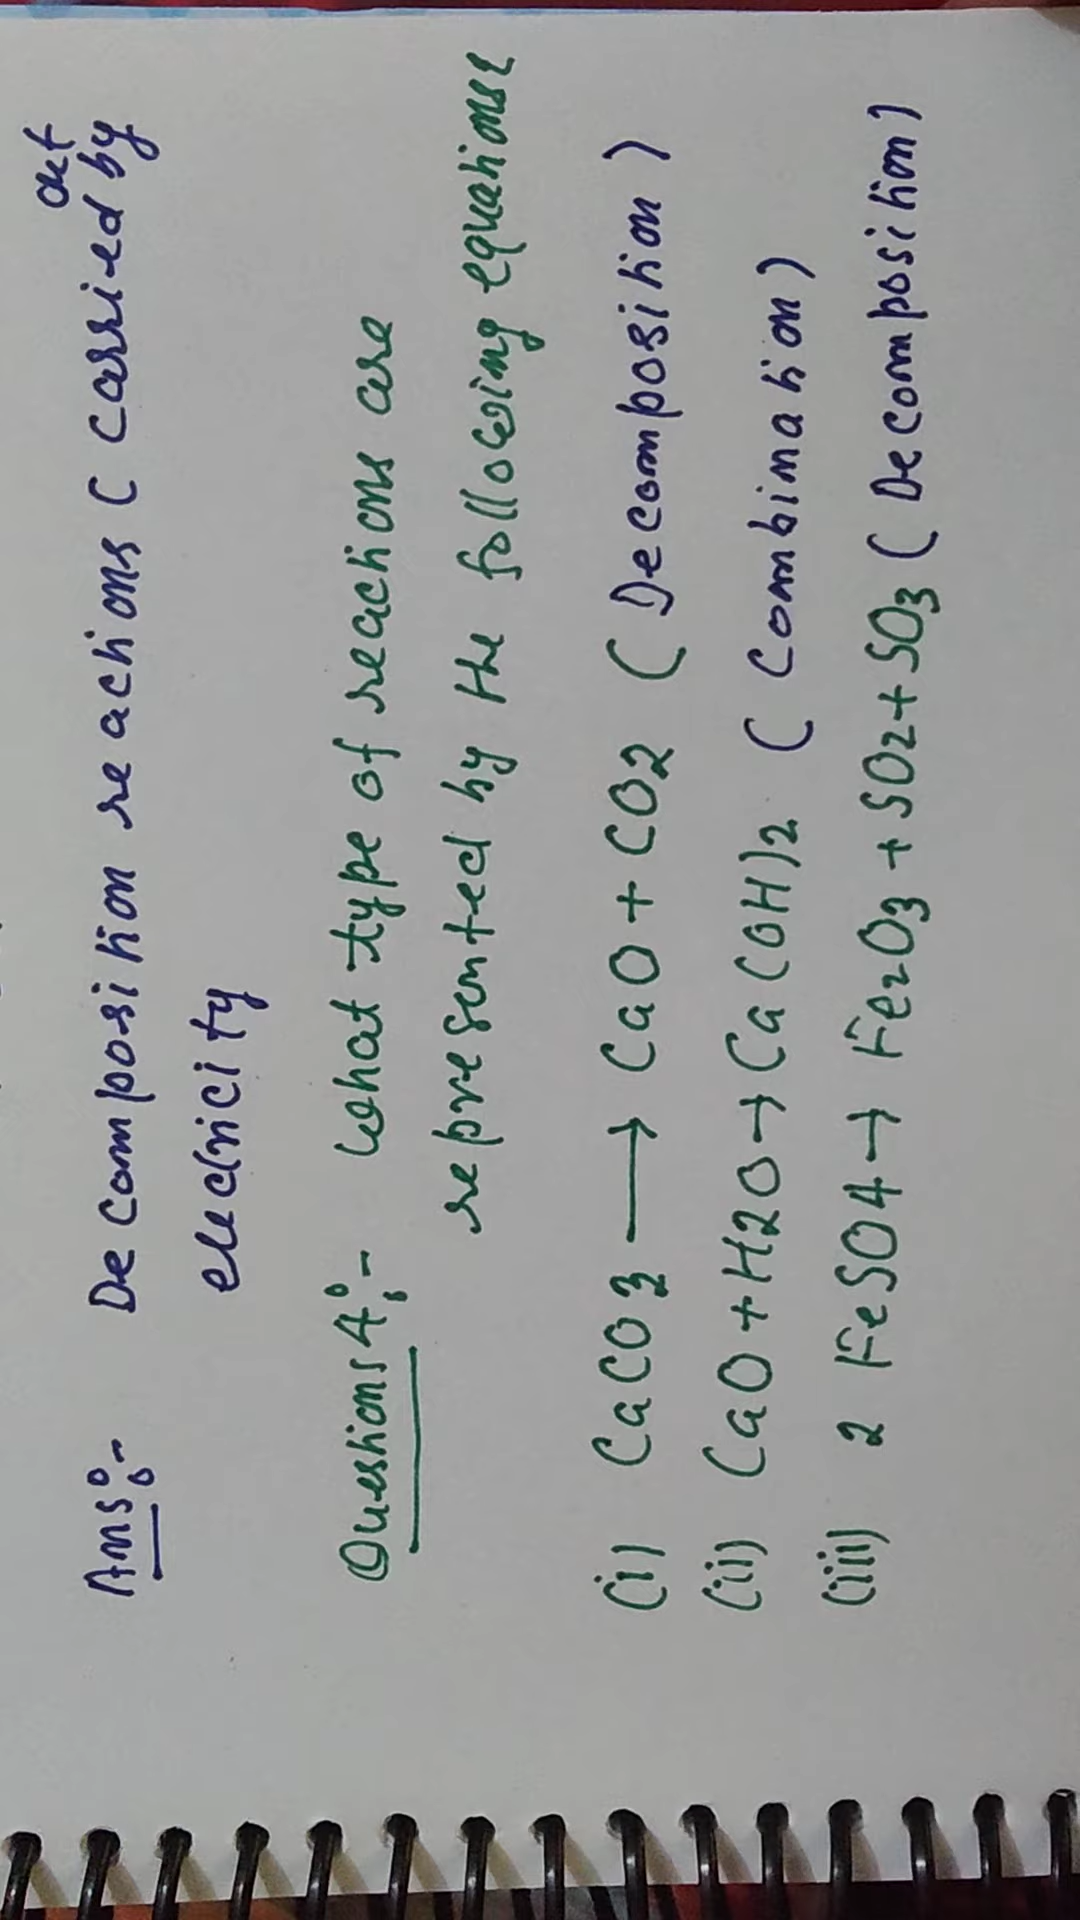 Ans:- Decomposition reactions ( carried out by
electricity
Questions 4:- What type of reactions are
represented by the following equations
(i) CaCO3 → CaO + CO2 ( Decomposition )
(ii) CaO + H2O → Ca(OH)2 ( Combination )
(iii) 2 FeSO4 → Fe2O3 + SO2 + SO3 ( Decomposition )